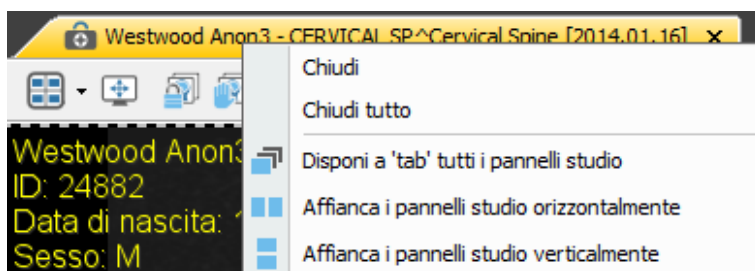 Westwood Anon3 - CERVICAL SP^Cervical Spine [2014.01.16] x
Chiudi
Chiudi tutto
Westwood Anon3
Disponi a 'tab' tutti i pannelli studio
ID: 24882
Affianca i pannelli studio orizzontalmente
Data di nascita:
Sesso: M
Affianca i pannelli studio verticalmente